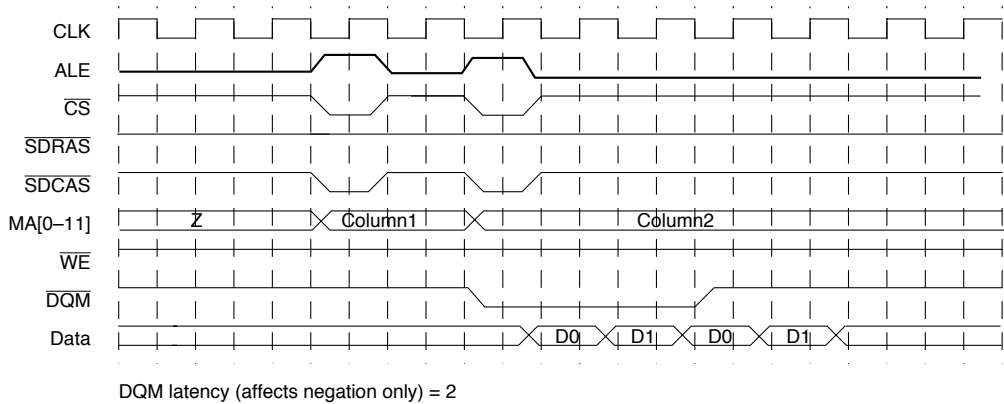 CLK
ALE
CS
SDRAS
SDCAS
MA[0–11] Z Column1 Column2
WE
DQM
Data D0 D1 D0 D1
DQM latency (affects negation only) = 2